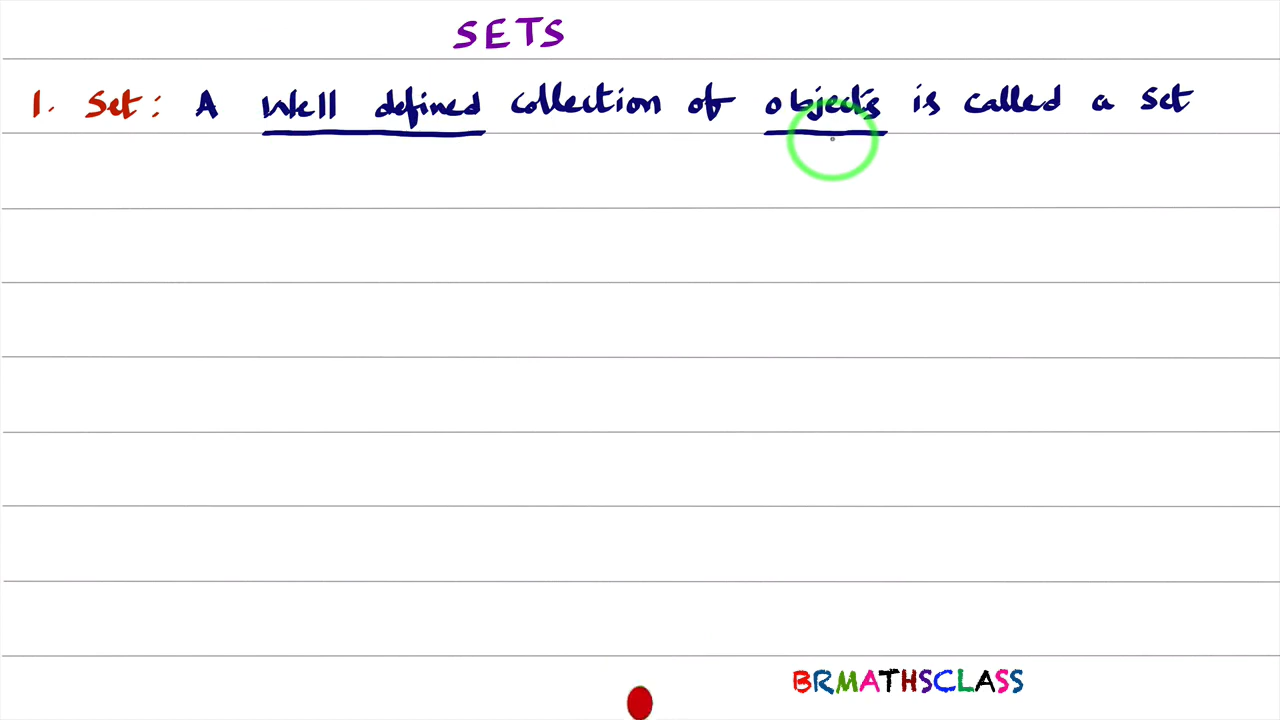 SETS
1. Set: A Well defined collection of objects is called a set
BRMATHSCLASS